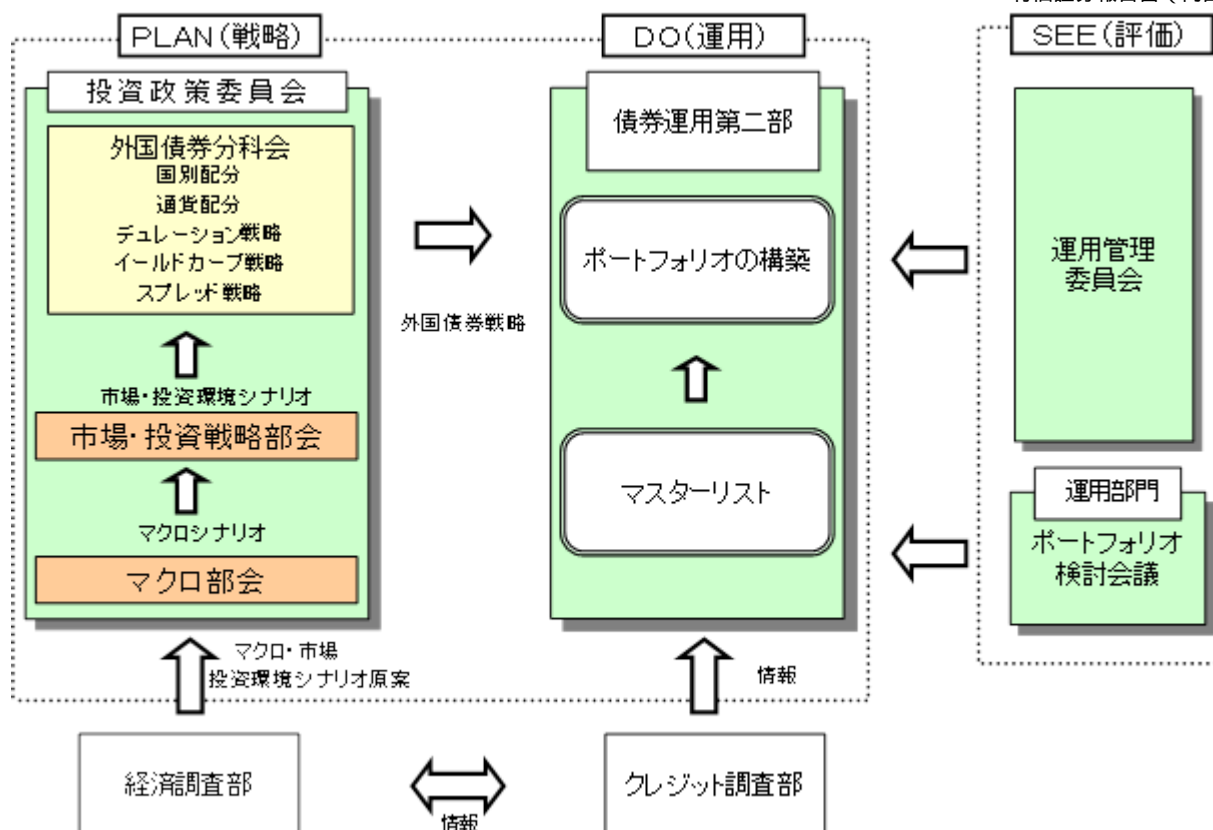 PLAN(戦略)
DO(運用)
SEE(評価)
投資政策委員会
外国債券分科会
国別配分
通貨配分
デュレーション戦略
イールドカーブ戦略
スプレッド戦略
市場・投資環境シナリオ
市場・投資戦略部会
マクロシナリオ
マクロ部会
マクロ・市場
投資環境シナリオ原案
外国債券戦略
債券運用第二部
ポートフォリオの構築
マスターリスト
情報
運用管理
委員会
運用部門
ポートフォリオ
検討会議
経済調査部
情報
クレジット調査部